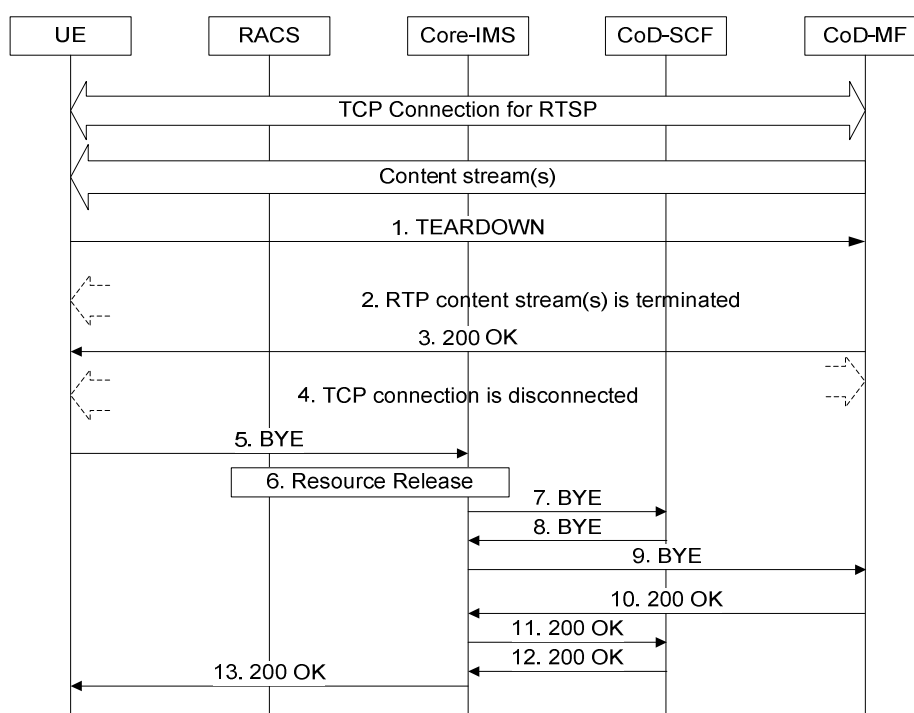 UE
RACS
Core-IMS
CoD-SCF
CoD-MF
TCP Connection for RTSP
Content stream(s)
1. TEARDOWN
2. RTP content stream(s) is terminated
3. 200 OK
4. TCP connection is disconnected
5. BYE
6. Resource Release
7. BYE
8. BYE
9. BYE
10. 200 OK
11. 200 OK
12. 200 OK
13. 200 OK